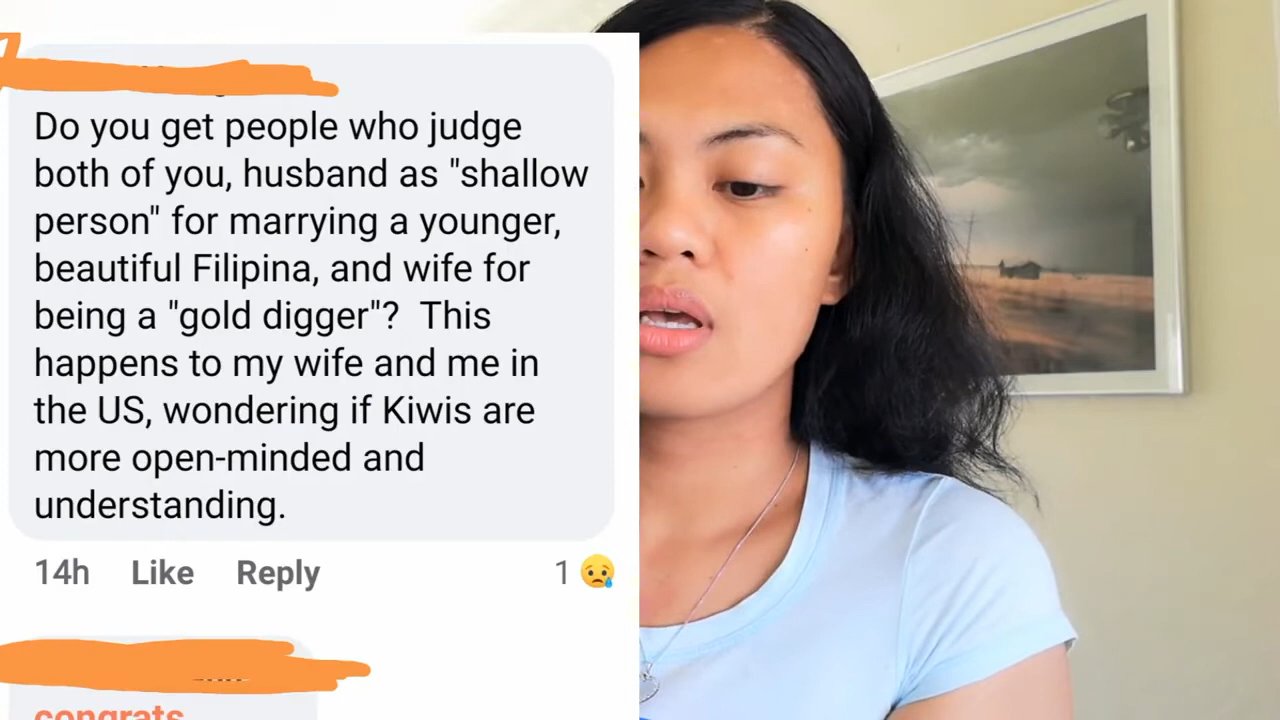 Do you get people who judge
both of you, husband as "shallow
person" for marrying a younger,
beautiful Filipina, and wife for
being a "gold digger"?  This
happens to my wife and me in
the US, wondering if Kiwis are
more open-minded and
understanding.
14h Like Reply 1 😢
congrats